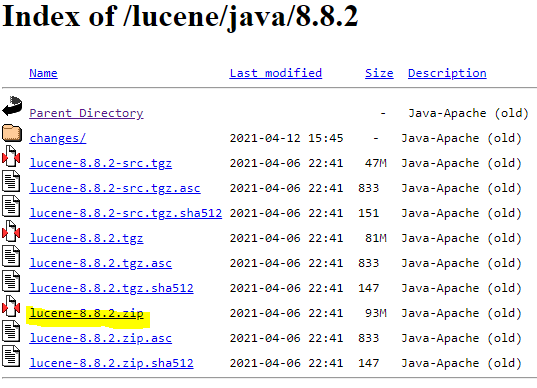 Index of /lucene/java/8.8.2
Name Last modified Size Description
Parent Directory - Java-Apache (old)
changes/ 2021-04-12 15:45 - Java-Apache (old)
lucene-8.8.2-src.tgz 2021-04-06 22:41 47M Java-Apache (old)
lucene-8.8.2-src.tgz.asc 2021-04-06 22:41 833 Java-Apache (old)
lucene-8.8.2-src.tgz.sha512 2021-04-06 22:41 151 Java-Apache (old)
lucene-8.8.2.tgz 2021-04-06 22:41 81M Java-Apache (old)
lucene-8.8.2.tgz.asc 2021-04-06 22:41 833 Java-Apache (old)
lucene-8.8.2.tgz.sha512 2021-04-06 22:41 147 Java-Apache (old)
lucene-8.8.2.zip 2021-04-06 22:41 93M Java-Apache (old)
lucene-8.8.2.zip.asc 2021-04-06 22:41 833 Java-Apache (old)
lucene-8.8.2.zip.sha512 2021-04-06 22:41 147 Java-Apache (old)